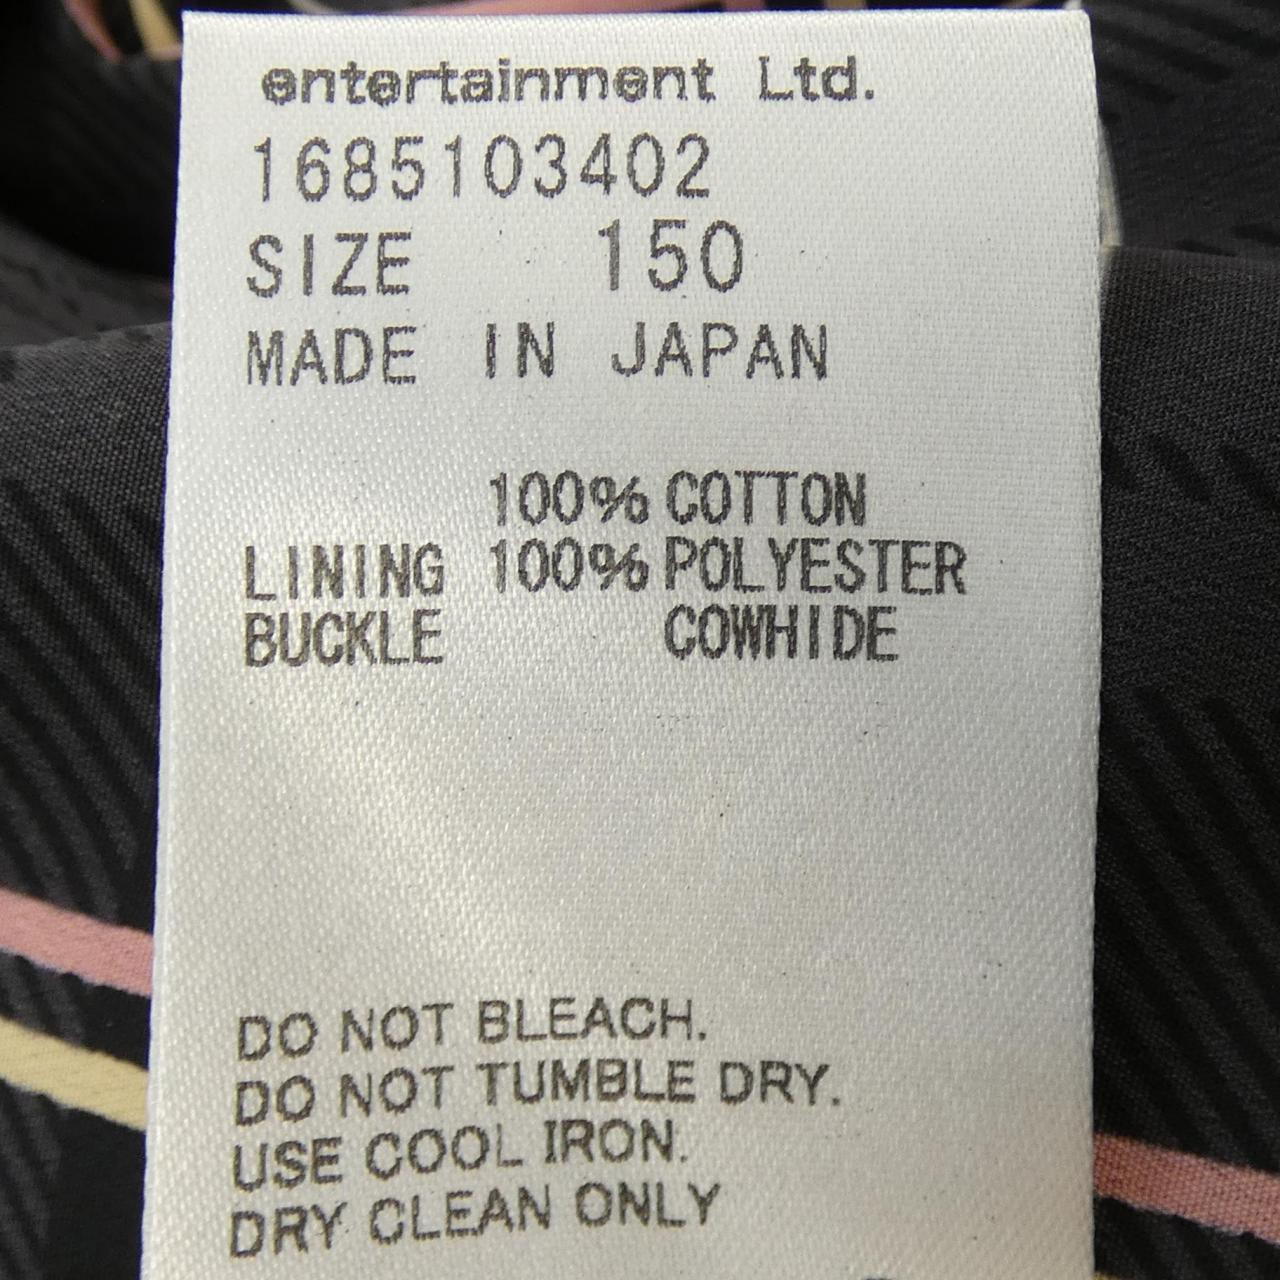 entertainment Ltd.
1685103402
SIZE 150
MADE IN JAPAN
100% COTTON
LINING 100% POLYESTER
BUCKLE COWHIDE
DO NOT BLEACH.
DO NOT TUMBLE DRY.
USE COOL IRON.
DRY CLEAN ONLY